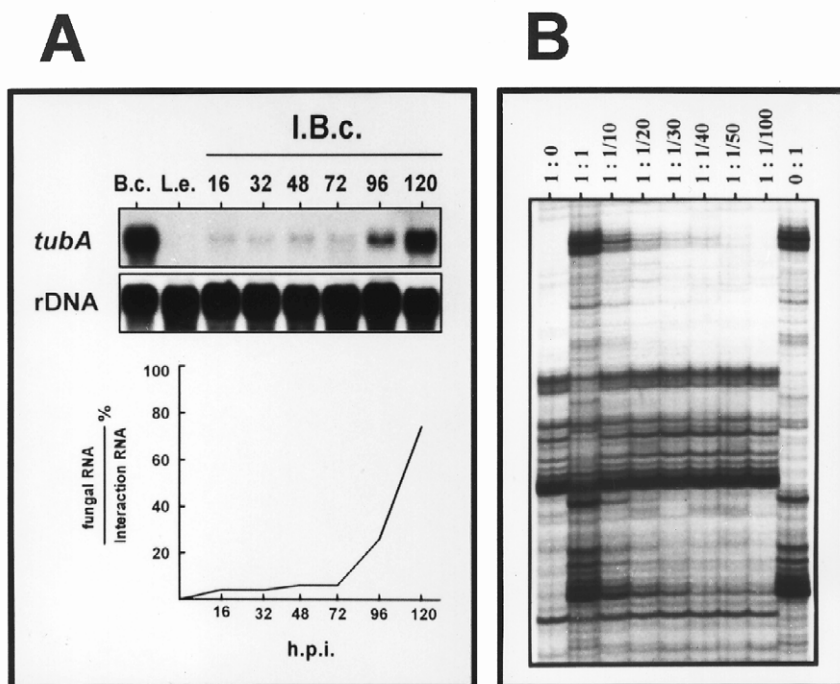 A
I.B.c.
B.c. L.e. 16 32 48 72 96 120
tubA
rDNA
100
80
60
40
20
fungal RNA
Interaction RNA
%
16 32 48 72 96 120
h.p.i.
B
1 : 0
1 : 1
1 : 1/10
1 : 1/20
1 : 1/30
1 : 1/40
1 : 1/50
1 : 1/100
0 : 1